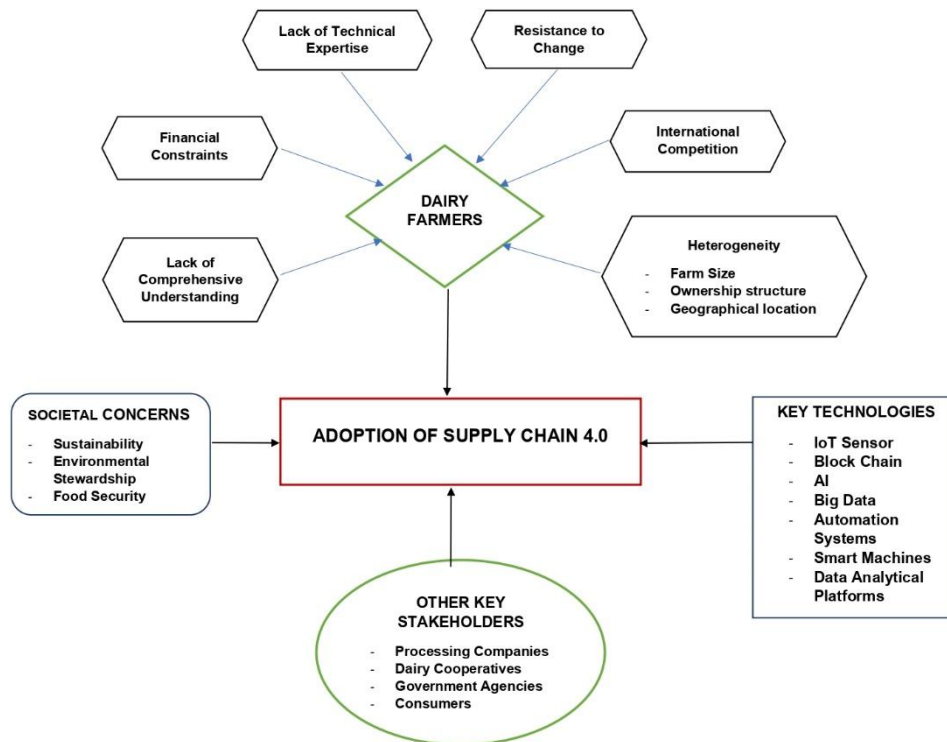 Lack of Technical
Expertise
Resistance to
Change
Financial
Constraints
International
Competition
DAIRY
FARMERS
Lack of
Comprehensive
Understanding
Heterogeneity
- Farm Size
- Ownership structure
- Geographical location
SOCIETAL CONCERNS
- Sustainability
- Environmental
Stewardship
- Food Security
ADOPTION OF SUPPLY CHAIN 4.0
KEY TECHNOLOGIES
- IoT Sensor
- Block Chain
- AI
- Big Data
- Automation
Systems
- Smart Machines
- Data Analytical
Platforms
OTHER KEY
STAKEHOLDERS
- Processing Companies
- Dairy Cooperatives
- Government Agencies
- Consumers